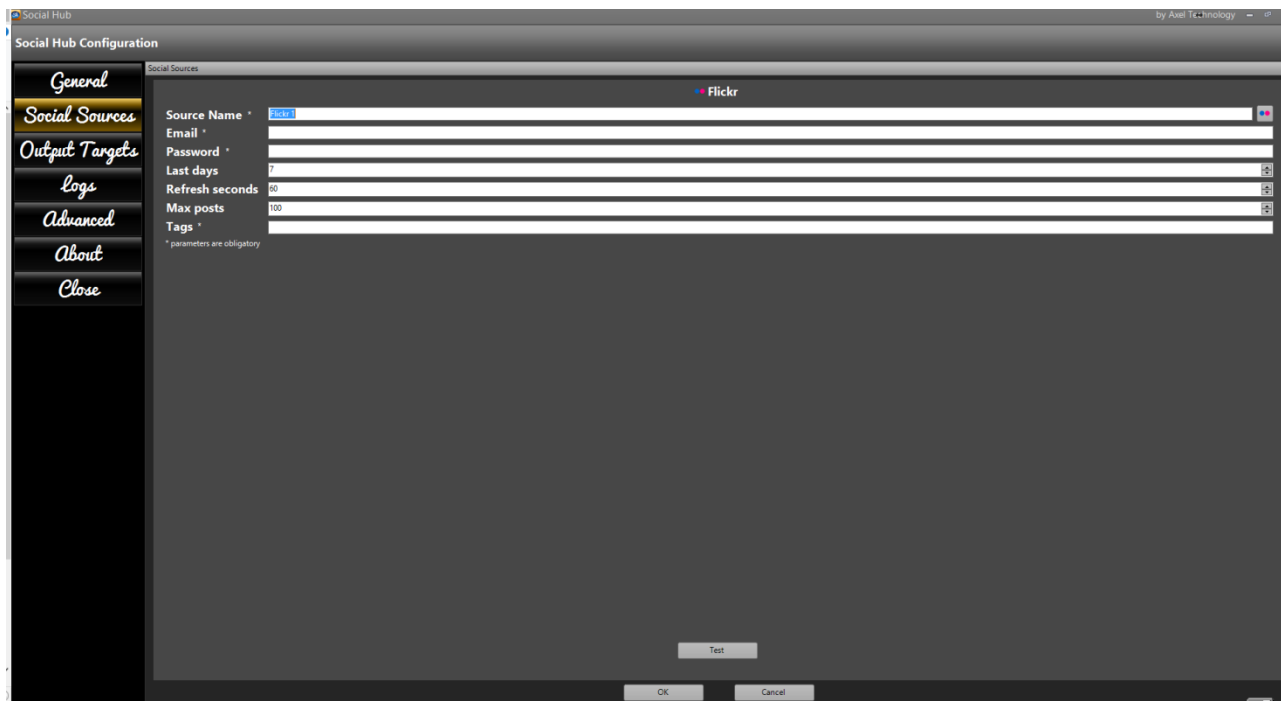 Social Hub by Axel Technology
Social Hub Configuration
General
Social Sources
Output Targets
Logs
Advanced
About
Close
Social Sources
Flickr
Source Name * Flickr1
Email *
Password *
Last days 7
Refresh seconds 60
Max posts 100
Tags *
* parameters are obligatory
Test
OK Cancel